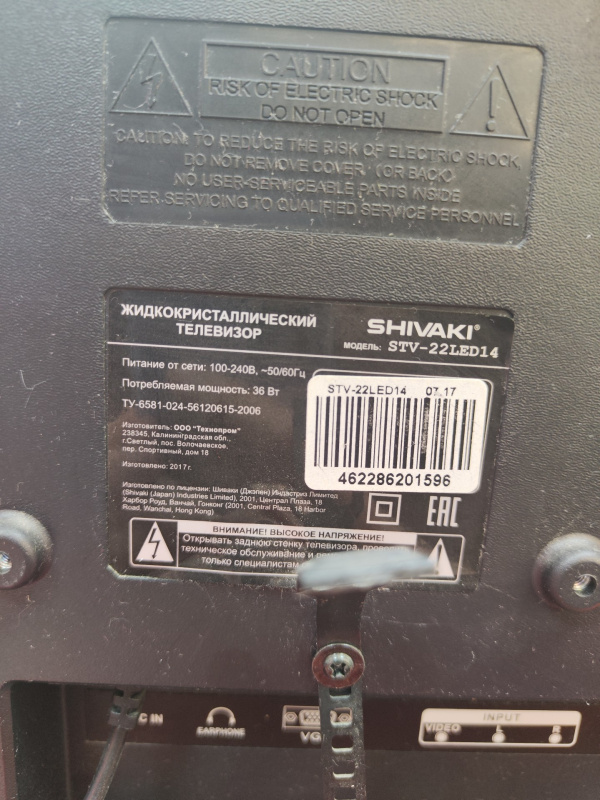 CAUTION
RISK OF ELECTRIC SHOCK
DO NOT OPEN
CAUTION: TO REDUCE THE RISK OF ELECTRIC SHOCK,
DO NOT REMOVE COVER (OR BACK)
NO USER-SERVICEABLE PARTS INSIDE
REFER SERVICING TO QUALIFIED SERVICE PERSONNEL
ЖИДКОКРИСТАЛЛИЧЕСКИЙ
ТЕЛЕВИЗОР
SHIVAKI®
МОДЕЛЬ: STV-22LED14
Питание от сети: 100-240В, ~50/60Гц
Потребляемая мощность: 36 Вт
ТУ-6581-024-56120615-2006
STV-22LED14 07.17
462286201596
Изготовитель: ООО "Технопром"
238345, Калининградская обл.,
г.Светлый, пос. Волочаевское,
пер. Спортивный, дом 18
Изготовлено: 2017 г.
Изготовлено по лицензии: Шиваки (Джэпен) Индастриз Лимитед
(Shivaki (Japan) Industries Limited), 2001, Централ Плаза, 18
Харбор Роуд, Ванчай, Гонконг (2001, Central Plaza, 18 Harbor
Road, Wanchai, Hong Kong)
EAC
ВНИМАНИЕ! ВЫСОКОЕ НАПРЯЖЕНИЕ!
Открывать заднюю стенку телевизора,
техническое обслуживание и
только специалистам
C IN
EARPHONE
VG
INPUT
VIDEO L R